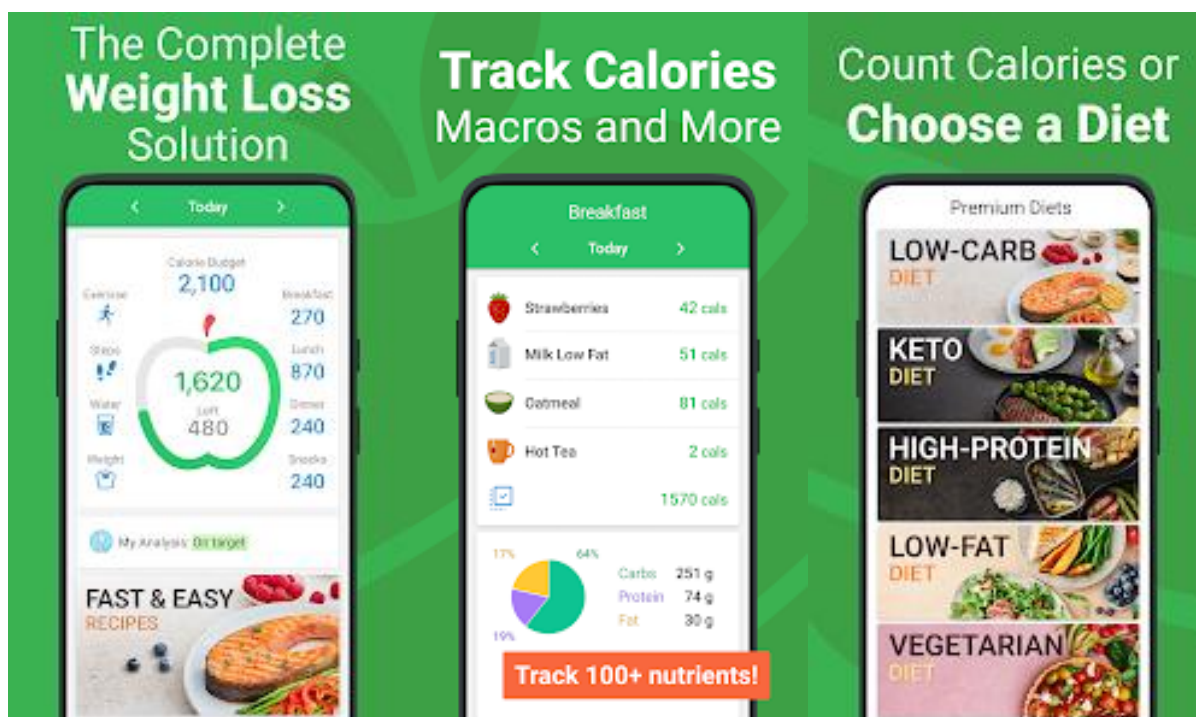 The Complete
Weight Loss
Solution
Today
Calorie Budget
2,100
Exercise
Steps
Water
Weight
1,620
Left
480
Breakfast
270
Lunch
870
Dinner
240
Snacks
240
My Analysis: On target
FAST & EASY
RECIPES
Track Calories
Macros and More
Breakfast
Today
Strawberries 42 cals
Milk Low Fat 51 cals
Oatmeal 81 cals
Hot Tea 2 cals
1570 cals
17%
64%
19%
Carbs 251 g
Protein 74 g
Fat 30 g
Track 100+ nutrients!
Count Calories or
Choose a Diet
Premium Diets
LOW-CARB
DIET
KETO
DIET
HIGH-PROTEIN
DIET
LOW-FAT
DIET
VEGETARIAN
DIET